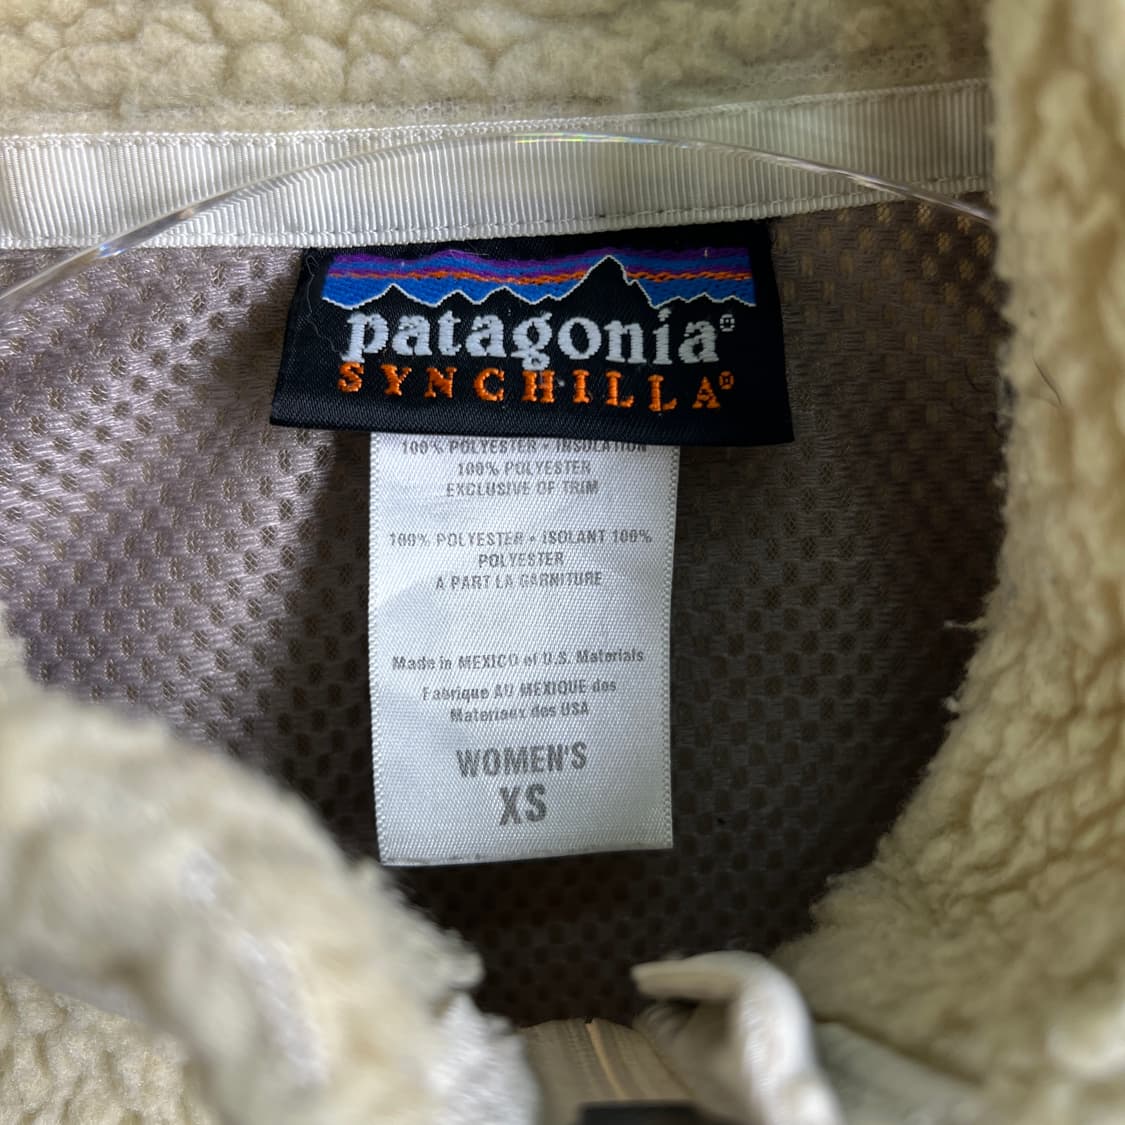 patagonia®
SYNCHILLA®
100% POLYESTER • INSULATION
100% POLYESTER
EXCLUSIVE OF TRIM
100% POLYESTER • ISOLANT 100%
POLYESTER
A PART LA GARNITURE
Made in MEXICO of U.S. Materials
Fabrique AU MEXIQUE des
Materiaux des USA
WOMEN'S
XS